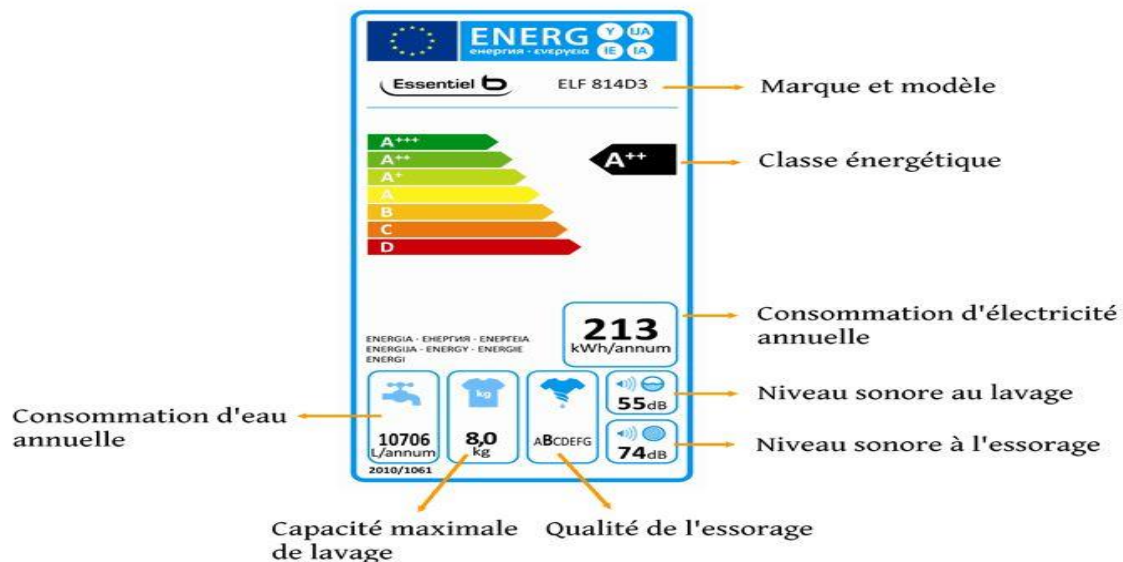 ENERG Y IJA
енергия · ενεργεια IE IA
Essentiel b ELF 814D3
Marque et modèle
A+++
A++
A+
A
B
C
D
A++
Classe énergétique
213
kWh/annum
Consommation d'électricité
annuelle
ENERGIA · ЕНЕРГИЯ · ΕΝΕΡΓΕΙΑ
ENERGIJA · ENERGY · ENERGIE
ENERGI
10706
L/annum
Consommation d'eau
annuelle
kg
8,0
kg
ABCDEFG
55dB
Niveau sonore au lavage
74dB
Niveau sonore à l'essorage
2010/1061
Capacité maximale
de lavage
Qualité de l'essorage